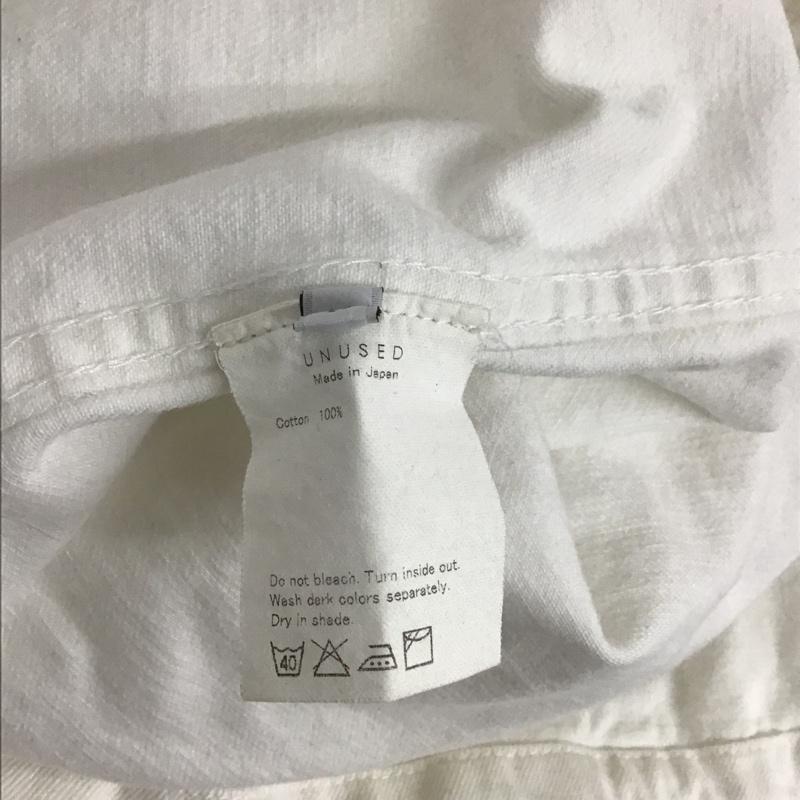 UNUSED
Made in Japan
Cotton 100%
Do not bleach. Turn inside out.
Wash dark colors separately.
Dry in shade.
40